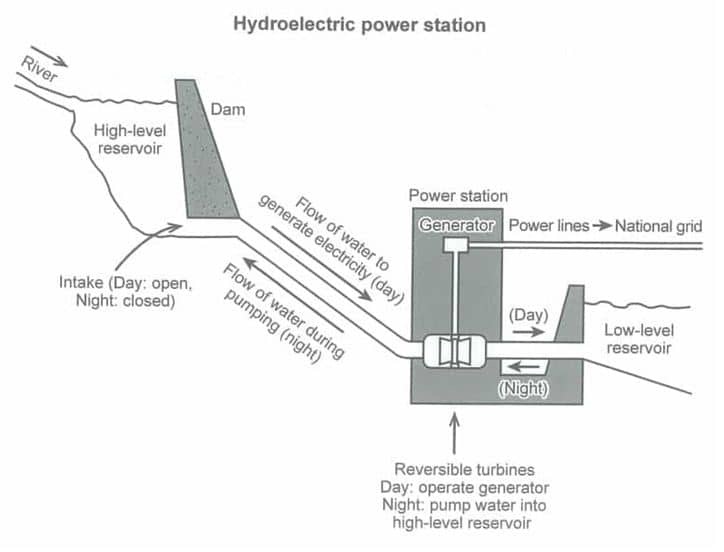 Hydroelectric power station
River
High-level
reservoir
Dam
Intake (Day: open,
Night: closed)
Flow of water to
generate electricity (day)
Flow of water during
pumping (night)
Power station
Generator
Power lines → National grid
(Day)
(Night)
Low-level
reservoir
Reversible turbines
Day: operate generator
Night: pump water into
high-level reservoir